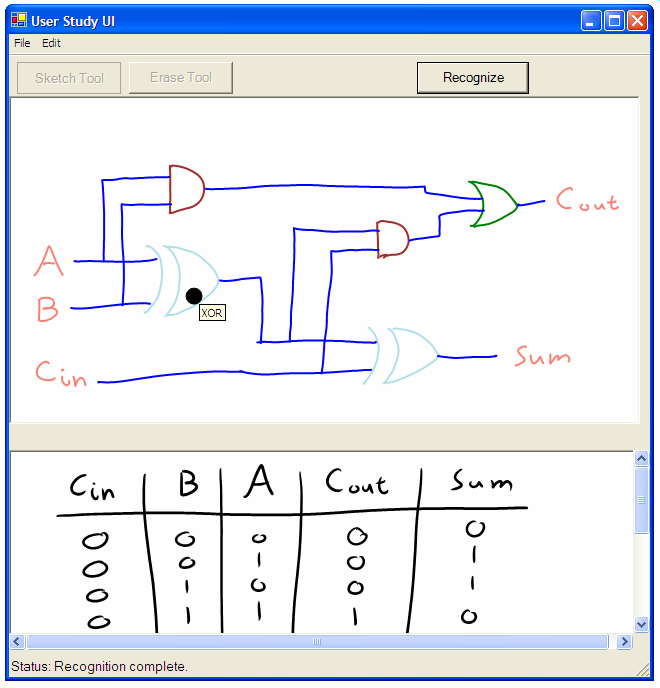 User Study UI
File Edit
Sketch Tool Erase Tool Recognize
Cout
A
XOR
B
Sum
Cin
Cin B A Cout Sum
0 0 0 0 0
0 0 1 0 1
0 1 0 0 1
0 1 1 1 0
Status: Recognition complete.